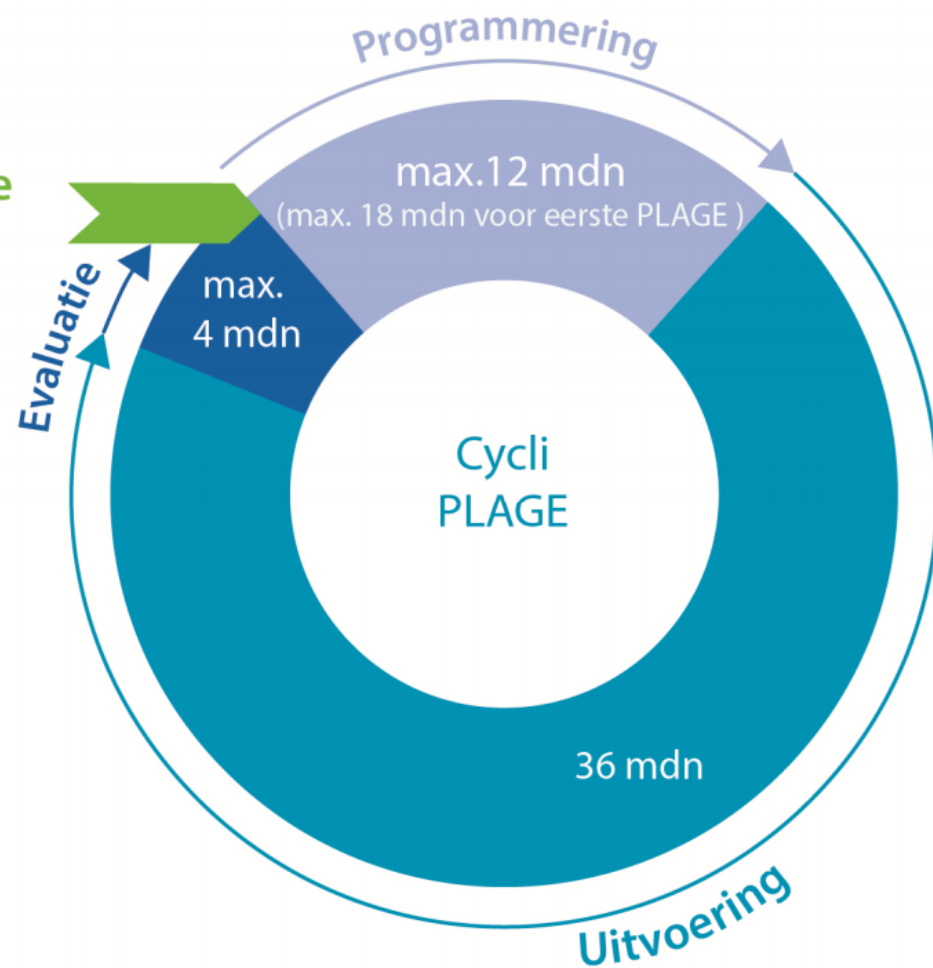 Programmering
max.12 mdn
(max. 18 mdn voor eerste PLAGE )
max.
4 mdn
Evaluatie
Cycli
PLAGE
36 mdn
Uitvoering